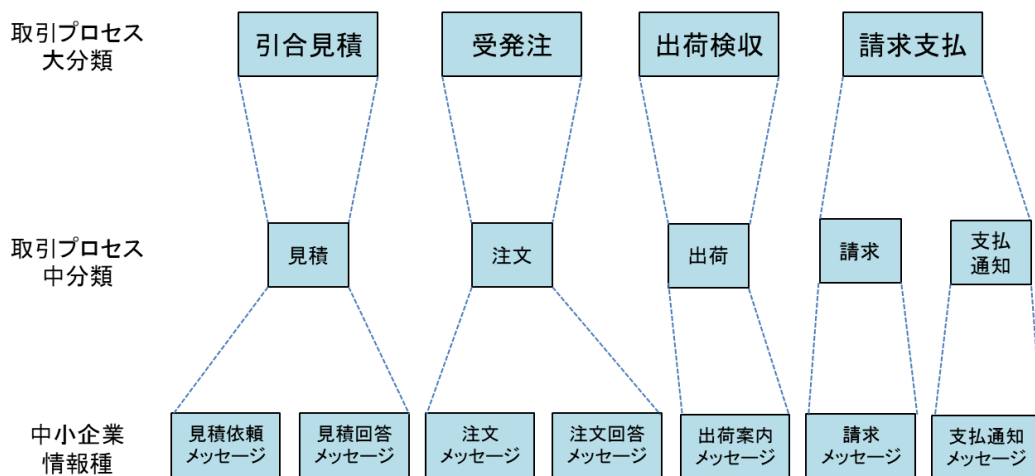 取引プロセス
大分類
引合見積
受発注
出荷検収
請求支払
取引プロセス
中分類
見積
注文
出荷
請求
支払
通知
中小企業
情報種
見積依頼
メッセージ
見積回答
メッセージ
注文
メッセージ
注文回答
メッセージ
出荷案内
メッセージ
請求
メッセージ
支払通知
メッセージ